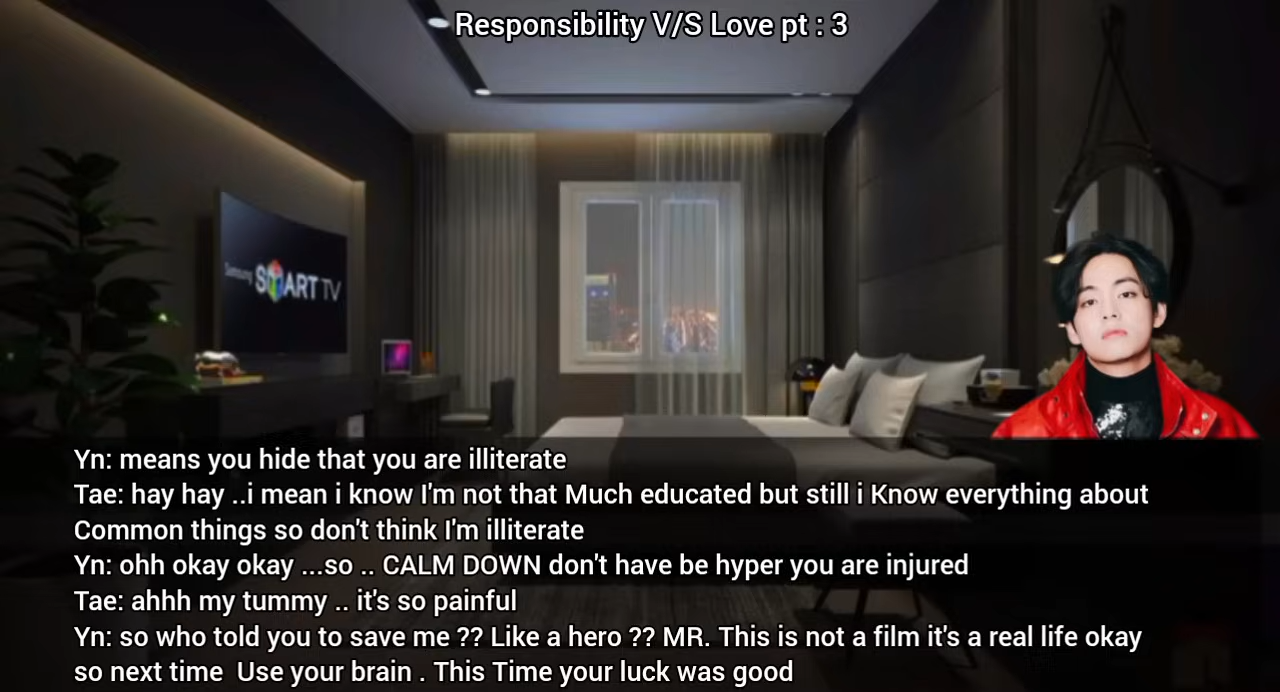 Responsibility V/S Love pt : 3
Samsung
SMART TV
Yn: means you hide that you are illiterate
Tae: hay hay ..i mean i know I'm not that Much educated but still i Know everything about
Common things so don't think I'm illiterate
Yn: ohh okay okay ...so .. CALM DOWN don't have be hyper you are injured
Tae: ahhh my tummy .. it's so painful
Yn: so who told you to save me ?? Like a hero ?? MR. This is not a film it's a real life okay
so next time  Use your brain . This Time your luck was good